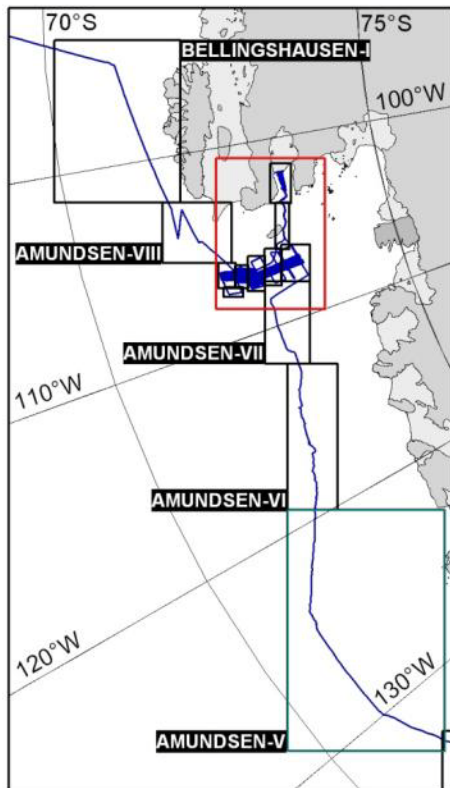 70°S
75°S
BELLINGSHAUSEN-I
100°W
AMUNDSEN-VIII
AMUNDSEN-VII
110°W
AMUNDSEN-VI
120°W
130°W
AMUNDSEN-V